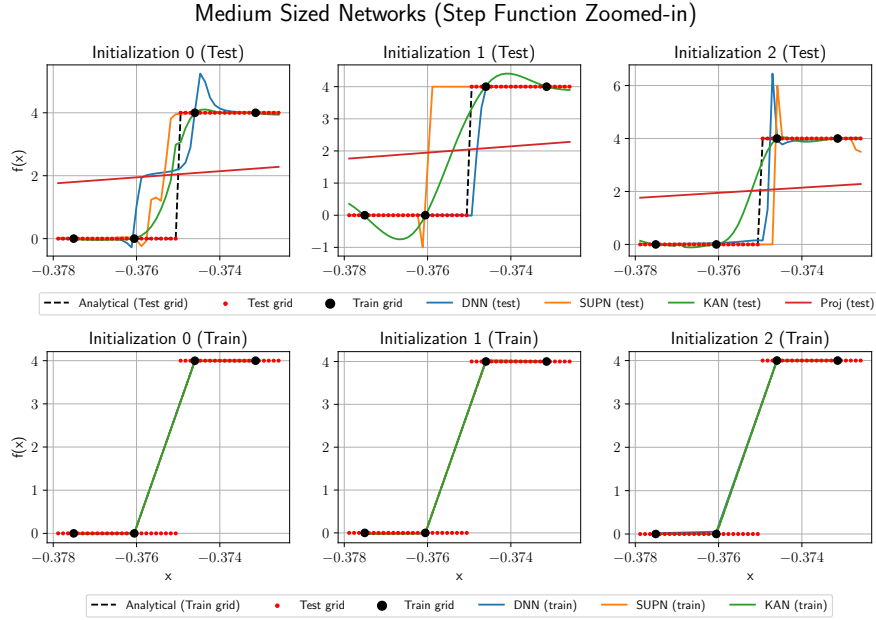 Medium Sized Networks (Step Function Zoomed-in)
Initialization 0 (Test)
Initialization 1 (Test)
Initialization 2 (Test)
f(x)
4
2
0
−0.378
−0.376
−0.374
4
3
2
1
0
−1
−0.378
−0.376
−0.374
6
4
2
0
−0.378
−0.376
−0.374
Analytical (Test grid)
Test grid
Train grid
DNN (test)
SUPN (test)
KAN (test)
Proj (test)
Initialization 0 (Train)
Initialization 1 (Train)
Initialization 2 (Train)
f(x)
4
3
2
1
0
−0.378
−0.376
−0.374
x
4
3
2
1
0
−0.378
−0.376
−0.374
x
4
3
2
1
0
−0.378
−0.376
−0.374
x
Analytical (Train grid)
Test grid
Train grid
DNN (train)
SUPN (train)
KAN (train)